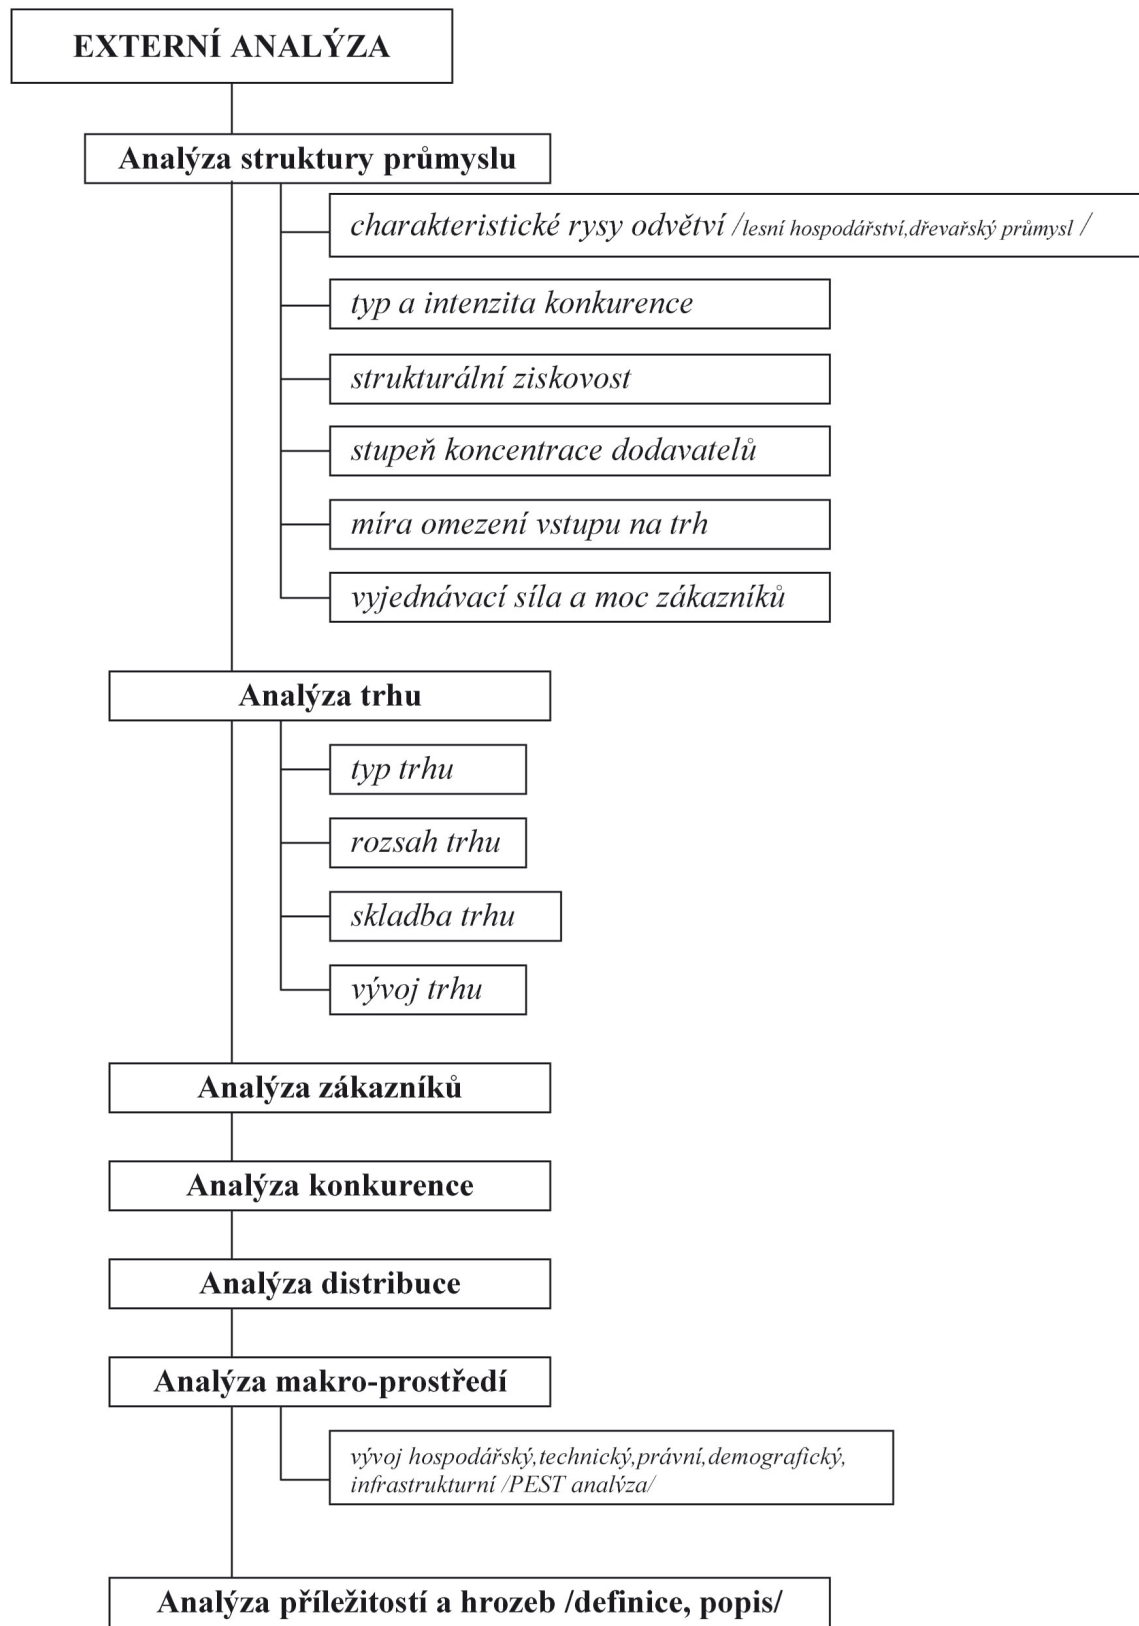 EXTERNÍ ANALÝZA
Analýza struktury průmyslu
charakteristické rysy odvětví /lesní hospodářství,dřevařský průmysl /
typ a intenzita konkurence
strukturální ziskovost
stupeň koncentrace dodavatelů
míra omezení vstupu na trh
vyjednávací síla a moc zákazníků
Analýza trhu
typ trhu
rozsah trhu
skladba trhu
vývoj trhu
Analýza zákazníků
Analýza konkurence
Analýza distribuce
Analýza makro-prostředí
vývoj hospodářský,technický,právní,demografický,
infrastrukturní /PEST analýza/
Analýza příležitostí a hrozeb /definice, popis/